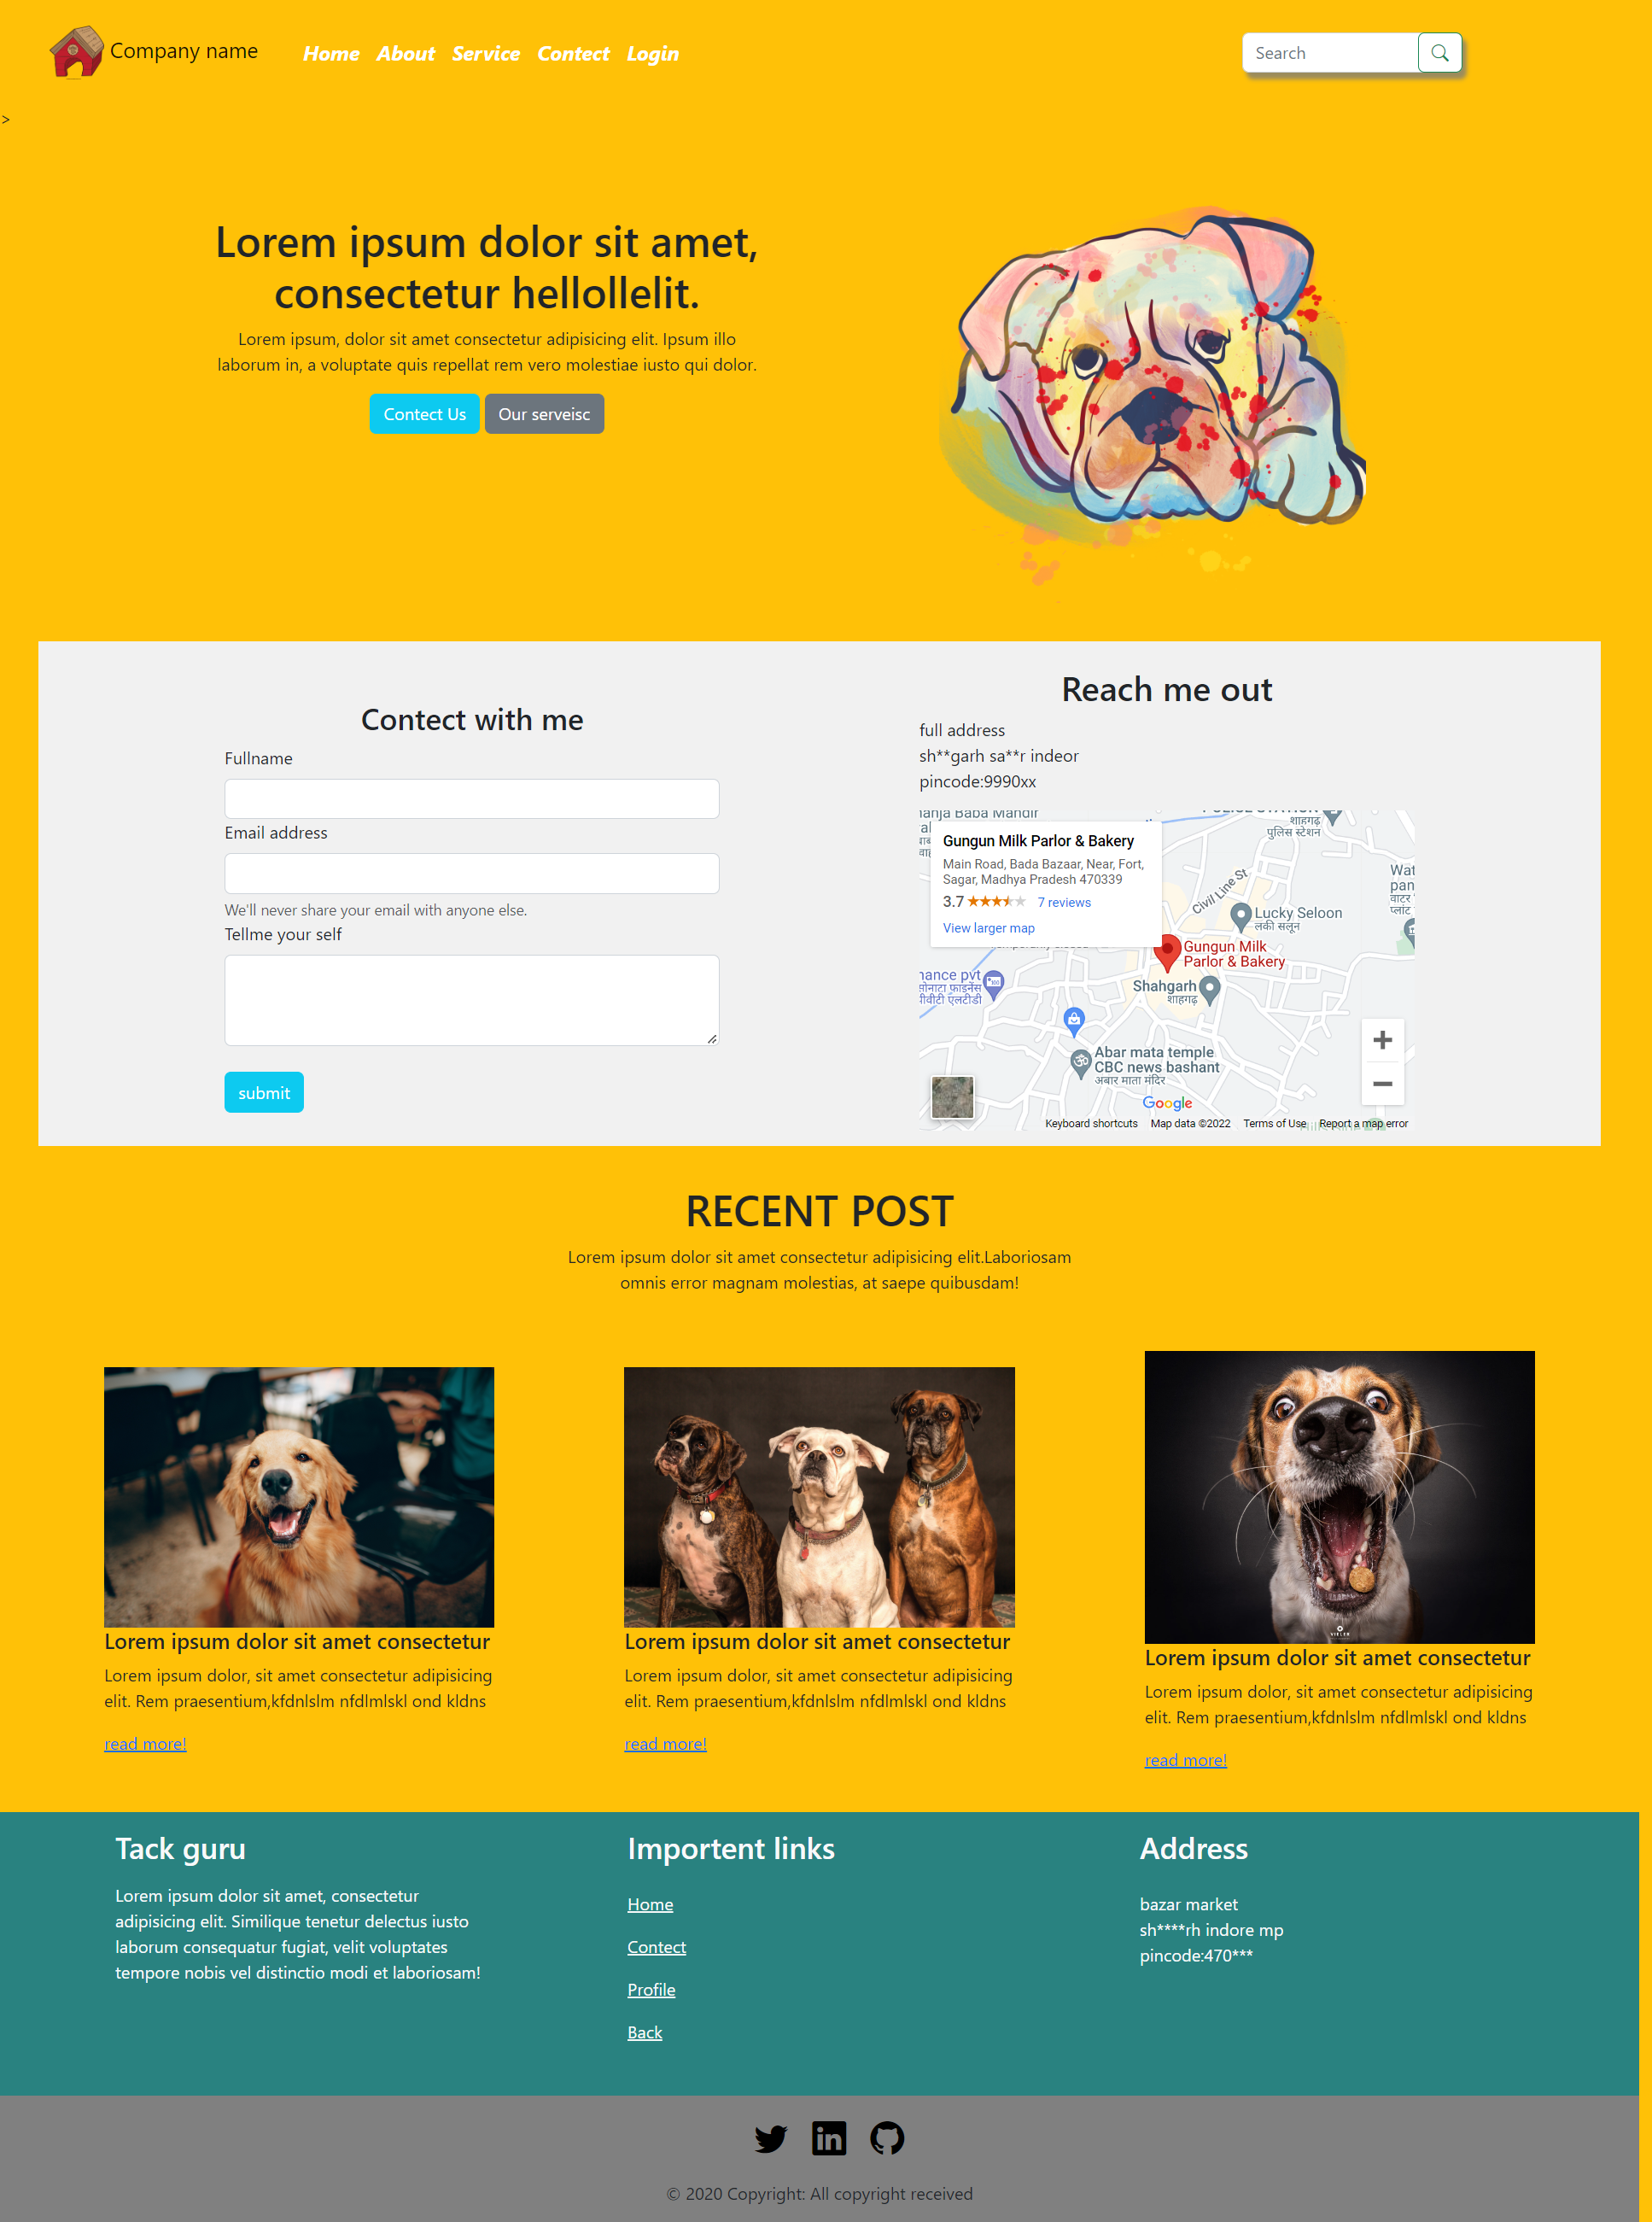 Company name
Home About Service Contect Login
Search
>
Lorem ipsum dolor sit amet,
consectetur hellollelit.
Lorem ipsum, dolor sit amet consectetur adipisicing elit. Ipsum illo
laborum in, a voluptate quis repellat rem vero molestiae iusto qui dolor.
Contect Us
Our serveisc
Contect with me
Fullname
Email address
We'll never share your email with anyone else.
Tellme your self
submit
Reach me out
full address
sh**garh sa**r indeor
pincode:9990xx
Gungun Milk Parlor & Bakery
Main Road, Bada Bazaar, Near, Fort,
Sagar, Madhya Pradesh 470339
3.7
7 reviews
View larger map
शाहगढ़
पुलिस स्टेशन
Civil Line St
Wat
pan
वाटर
प्लांट
Lucky Seloon
लकी सलून
Gungun Milk
Parlor & Bakery
nance pvt
सोनाटा फाइनेंस
Shahgarh
शाहगढ़
Abar mata temple
CBC news bashant
अबार माता मंदिर
Google
Keyboard shortcuts
Map data ©2022
Terms of Use
Report a map error
RECENT POST
Lorem ipsum dolor sit amet consectetur adipisicing elit.Laboriosam
omnis error magnam molestias, at saepe quibusdam!
Lorem ipsum dolor sit amet consectetur
Lorem ipsum dolor, sit amet consectetur adipisicing
elit. Rem praesentium,kfdnlslm nfdlmlskl ond kldns
read more!
Lorem ipsum dolor sit amet consectetur
Lorem ipsum dolor, sit amet consectetur adipisicing
elit. Rem praesentium,kfdnlslm nfdlmlskl ond kldns
read more!
Lorem ipsum dolor sit amet consectetur
Lorem ipsum dolor, sit amet consectetur adipisicing
elit. Rem praesentium,kfdnlslm nfdlmlskl ond kldns
read more!
Tack guru
Lorem ipsum dolor sit amet, consectetur
adipisicing elit. Similique tenetur delectus iusto
laborum consequatur fugiat, velit voluptates
tempore nobis vel distinctio modi et laboriosam!
Importent links
Home
Contect
Profile
Back
Address
bazar market
sh****rh indore mp
pincode:470***
© 2020 Copyright: All copyright received